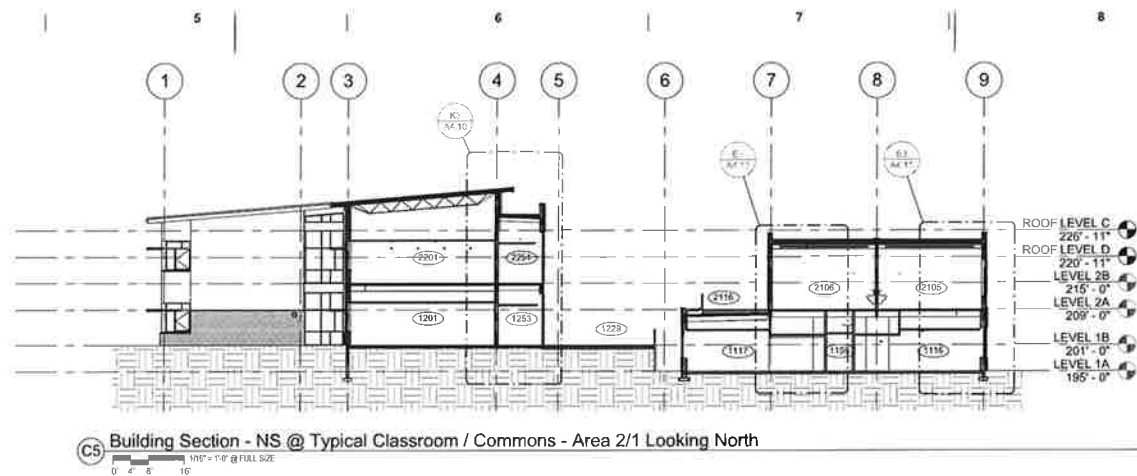 5 6 7 8
1 2 3 4 5 6 7 8 9
A4.10
ROOF LEVEL C
226' - 11"
ROOF LEVEL D
220' - 11"
2201 2251 2106 2105
LEVEL 2B
215' - 0"
2116
LEVEL 2A
209' - 0"
1201 1253 1229
LEVEL 1B
201' - 0"
1117 1116
LEVEL 1A
195' - 0"
C5 Building Section - NS @ Typical Classroom / Commons - Area 2/1 Looking North
1/16" = 1'-0" @ FULL SIZE
0' 4' 8' 16'